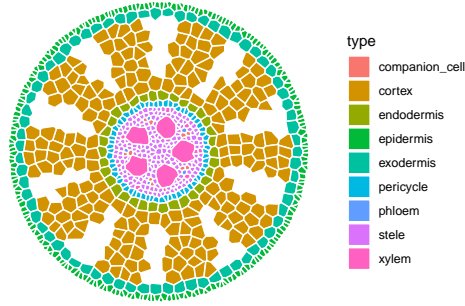 type
companion_cell
cortex
endodermis
epidermis
exodermis
pericycle
phloem
stele
xylem